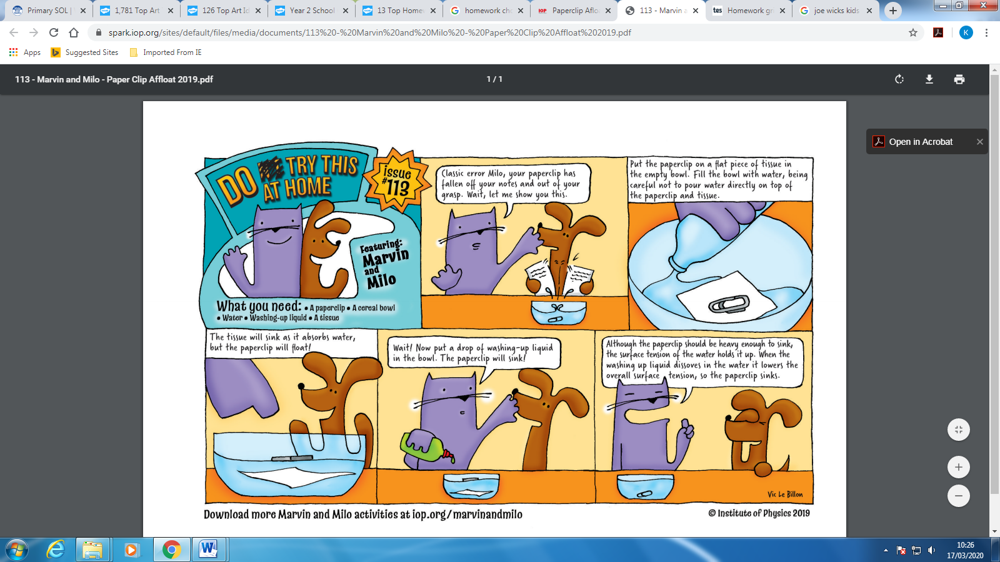 Primary SOL |
1,781 Top Art
126 Top Art Id
Year 2 School
13 Top Home
homework cho
IOP Paperclip Afloa
113 - Marvin a
tes Homework gr
joe wicks kids
spark.iop.org/sites/default/files/media/documents/113%20-%20Marvin%20and%20Milo%20-%20Paper%20Clip%20Affloat%202019.pdf
K
Apps
Suggested Sites
Imported From IE
113 - Marvin and Milo - Paper Clip Affloat 2019.pdf
1 / 1
Open in Acrobat
DO TRY THIS
AT HOME
issue
#113
Featuring:
Marvin
and
Milo
What you need: • A paperclip • A cereal bowl
• Water • Washing-up liquid • A tissue
Classic error Milo, your paperclip has
fallen off your notes and out of your
grasp. Wait, let me show you this.
Put the paperclip on a flat piece of tissue in
the empty bowl. Fill the bowl with water, being
careful not to pour water directly on top of
the paperclip and tissue.
The tissue will sink as it absorbs water,
but the paperclip will float!
Wait! Now put a drop of washing-up liquid
in the bowl. The paperclip will sink!
Although the paperclip should be heavy enough to sink,
the surface tension of the water holds it up. When the
washing up liquid dissoves in the water it lowers the
overall surface tension, so the paperclip sinks.
Vic Le Billon
Download more Marvin and Milo activities at iop.org/marvinandmilo
© Institute of Physics 2019
10:26
17/03/2020